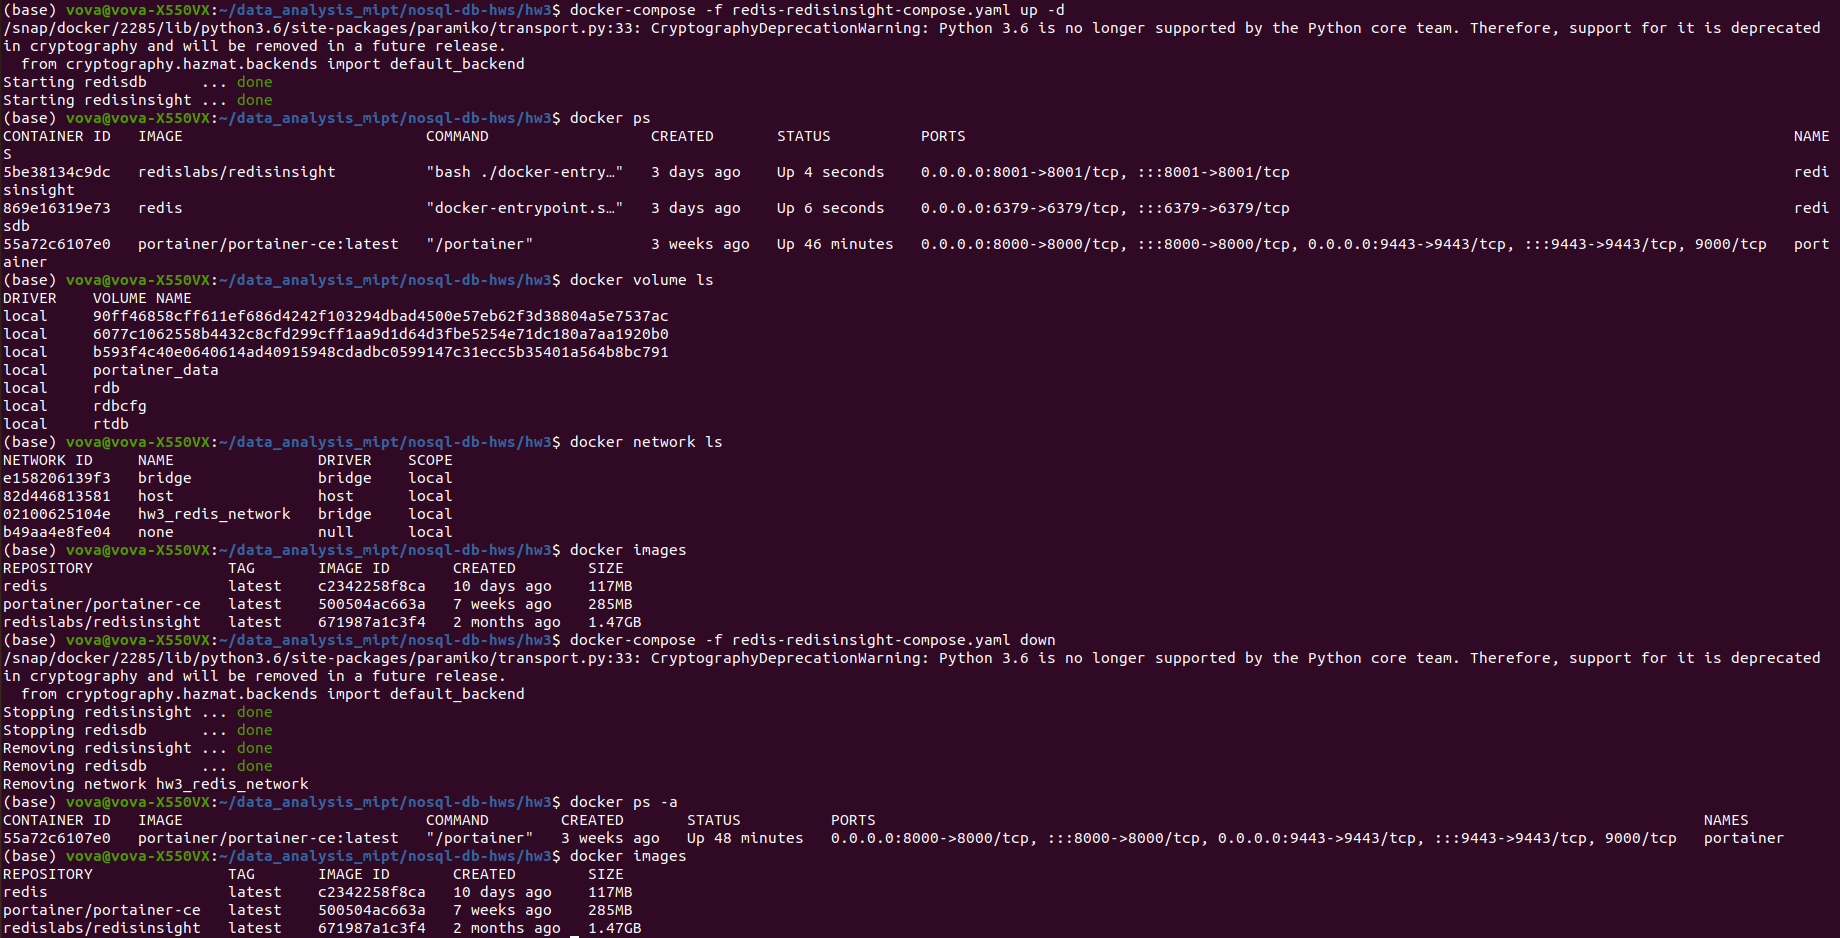 (base) vova@vova-X550VX:~/data_analysis_mipt/nosql-db-hws/hw3$ docker-compose -f redis-redisinsight-compose.yaml up -d
/snap/docker/2285/lib/python3.6/site-packages/paramiko/transport.py:33: CryptographyDeprecationWarning: Python 3.6 is no longer supported by the Python core team. Therefore, support for it is deprecated
in cryptography and will be removed in a future release.
  from cryptography.hazmat.backends import default_backend
Starting redisdb      ... done
Starting redisinsight ... done
(base) vova@vova-X550VX:~/data_analysis_mipt/nosql-db-hws/hw3$ docker ps
CONTAINER ID   IMAGE                           COMMAND                  CREATED       STATUS          PORTS                                                                                            NAME
S
5be38134c9dc   redislabs/redisinsight          "bash ./docker-entry…"   3 days ago    Up 4 seconds    0.0.0.0:8001->8001/tcp, :::8001->8001/tcp                                                        redi
sinsight
869e16319e73   redis                           "docker-entrypoint.s…"   3 days ago    Up 6 seconds    0.0.0.0:6379->6379/tcp, :::6379->6379/tcp                                                        redi
sdb
55a72c6107e0   portainer/portainer-ce:latest   "/portainer"             3 weeks ago   Up 46 minutes   0.0.0.0:8000->8000/tcp, :::8000->8000/tcp, 0.0.0.0:9443->9443/tcp, :::9443->9443/tcp, 9000/tcp   port
ainer
(base) vova@vova-X550VX:~/data_analysis_mipt/nosql-db-hws/hw3$ docker volume ls
DRIVER    VOLUME NAME
local     90ff46858cff611ef686d4242f103294dbad4500e57eb62f3d38804a5e7537ac
local     6077c1062558b4432c8cfd299cff1aa9d1d64d3fbe5254e71dc180a7aa1920b0
local     b593f4c40e0640614ad40915948cdadbc0599147c31ecc5b35401a564b8bc791
local     portainer_data
local     rdb
local     rdbcfg
local     rtdb
(base) vova@vova-X550VX:~/data_analysis_mipt/nosql-db-hws/hw3$ docker network ls
NETWORK ID     NAME                DRIVER    SCOPE
e158206139f3   bridge              bridge    local
82d446813581   host                host      local
02100625104e   hw3_redis_network   bridge    local
b49aa4e8fe04   none                null      local
(base) vova@vova-X550VX:~/data_analysis_mipt/nosql-db-hws/hw3$ docker images
REPOSITORY               TAG       IMAGE ID       CREATED        SIZE
redis                    latest    c2342258f8ca   10 days ago    117MB
portainer/portainer-ce   latest    500504ac663a   7 weeks ago    285MB
redislabs/redisinsight   latest    671987a1c3f4   2 months ago   1.47GB
(base) vova@vova-X550VX:~/data_analysis_mipt/nosql-db-hws/hw3$ docker-compose -f redis-redisinsight-compose.yaml down
/snap/docker/2285/lib/python3.6/site-packages/paramiko/transport.py:33: CryptographyDeprecationWarning: Python 3.6 is no longer supported by the Python core team. Therefore, support for it is deprecated
in cryptography and will be removed in a future release.
  from cryptography.hazmat.backends import default_backend
Stopping redisinsight ... done
Stopping redisdb      ... done
Removing redisinsight ... done
Removing redisdb      ... done
Removing network hw3_redis_network
(base) vova@vova-X550VX:~/data_analysis_mipt/nosql-db-hws/hw3$ docker ps -a
CONTAINER ID   IMAGE                           COMMAND        CREATED       STATUS          PORTS                                                                                            NAMES
55a72c6107e0   portainer/portainer-ce:latest   "/portainer"   3 weeks ago   Up 48 minutes   0.0.0.0:8000->8000/tcp, :::8000->8000/tcp, 0.0.0.0:9443->9443/tcp, :::9443->9443/tcp, 9000/tcp   portainer
(base) vova@vova-X550VX:~/data_analysis_mipt/nosql-db-hws/hw3$ docker images
REPOSITORY               TAG       IMAGE ID       CREATED        SIZE
redis                    latest    c2342258f8ca   10 days ago    117MB
portainer/portainer-ce   latest    500504ac663a   7 weeks ago    285MB
redislabs/redisinsight   latest    671987a1c3f4   2 months ago   1.47GB